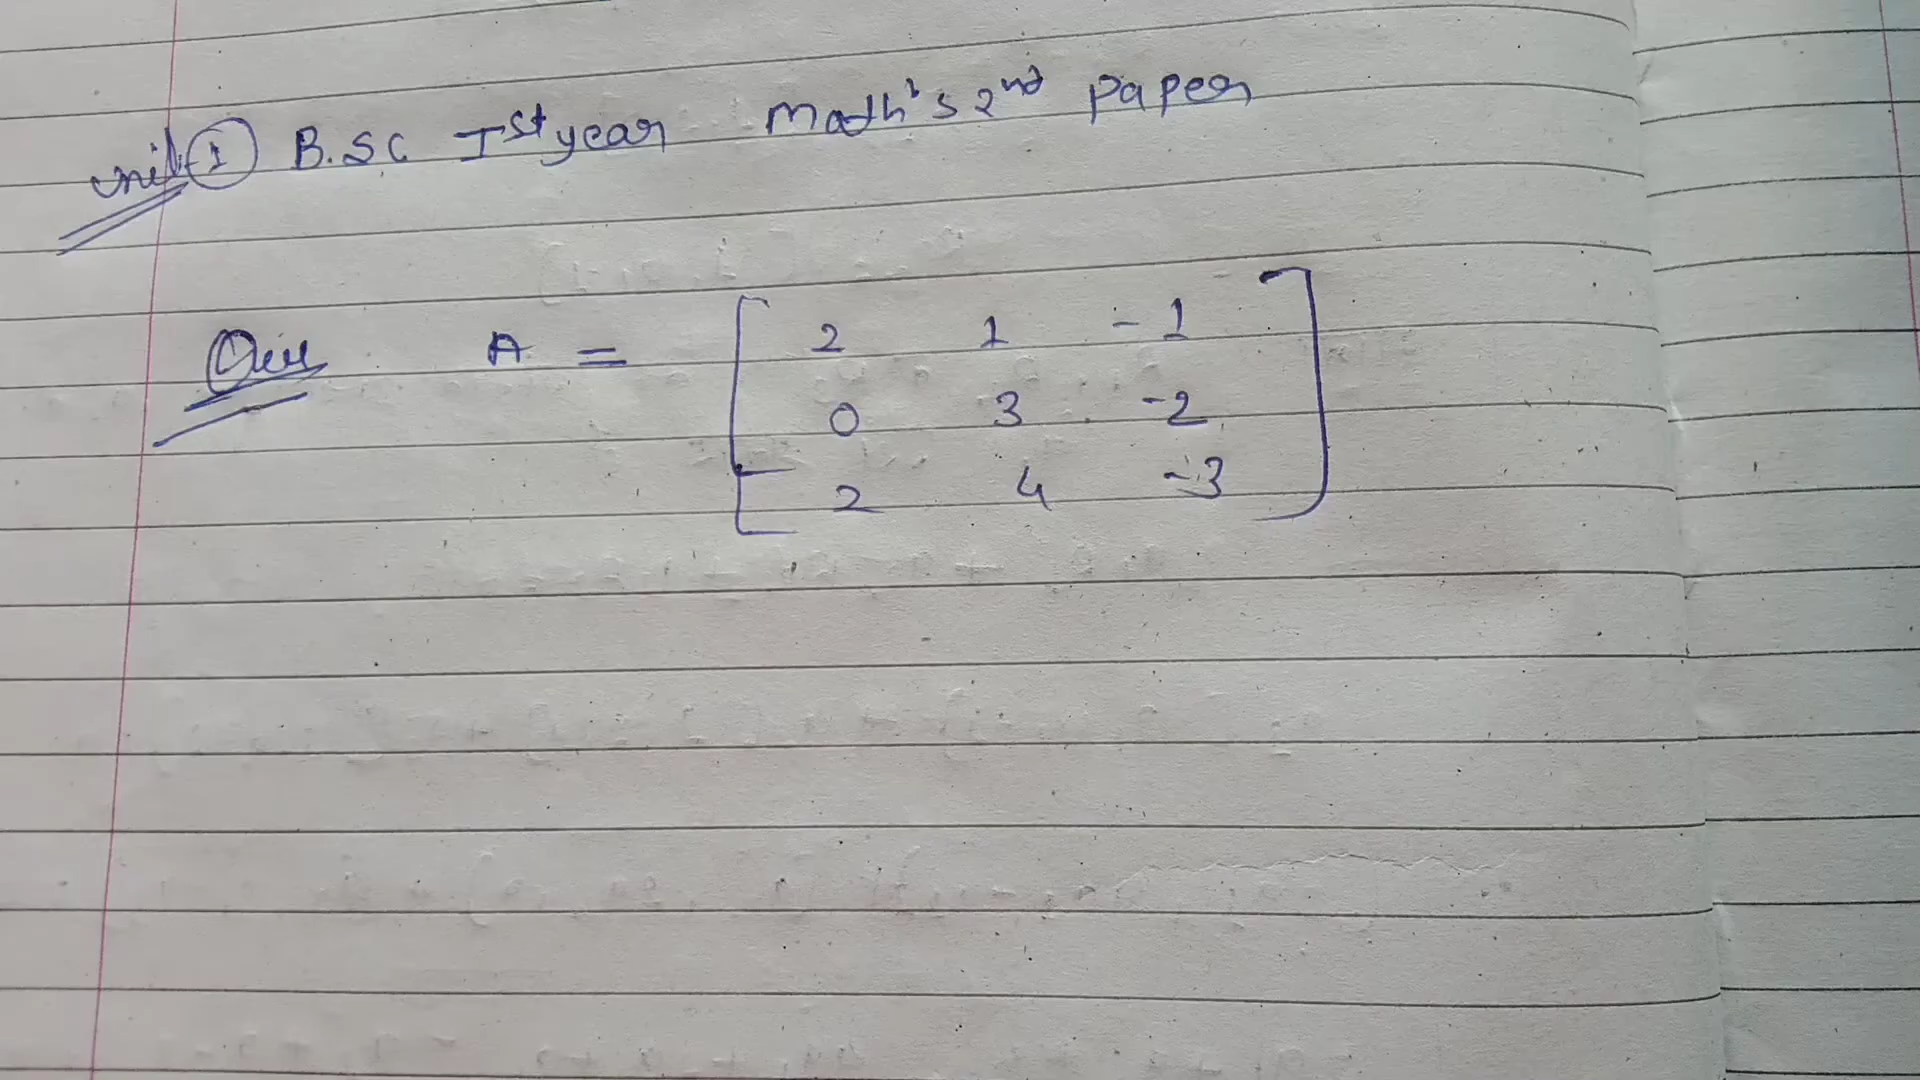 unit ① B.SC Ist year Math's 2nd paper
Que A = [ 2 1 -1
0 3 -2
2 4 -3 ]